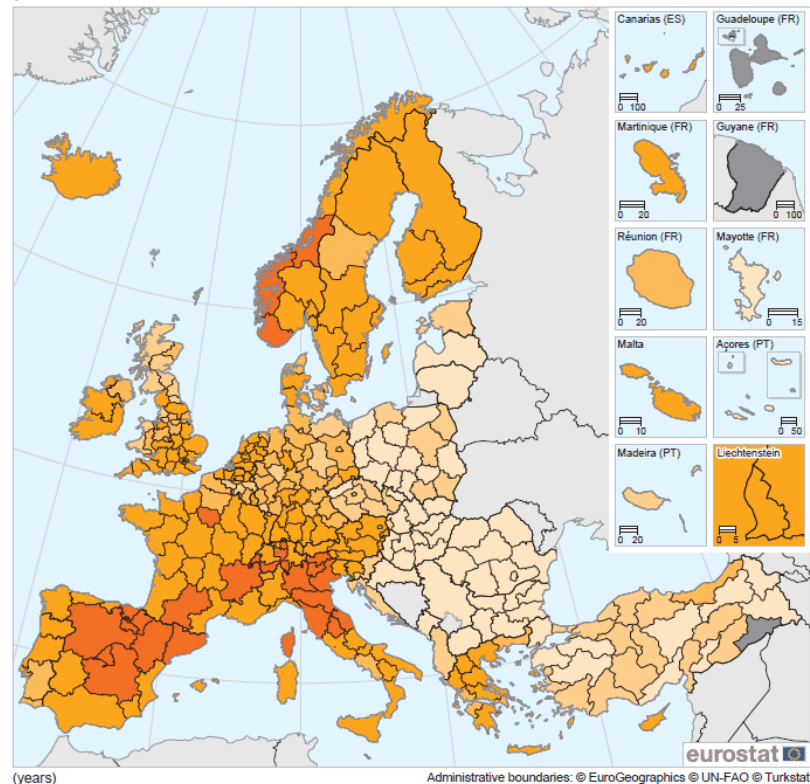 Canarias (ES)
0 100
Guadeloupe (FR)
0 25
Martinique (FR)
0 20
Guyane (FR)
0 100
Réunion (FR)
0 20
Mayotte (FR)
0 15
Malta
0 10
Açores (PT)
0 50
Madeira (PT)
0 20
Liechtenstein
0 5
eurostat
(years)
Administrative boundaries: © EuroGeographics © UN-FAO © Turkstat